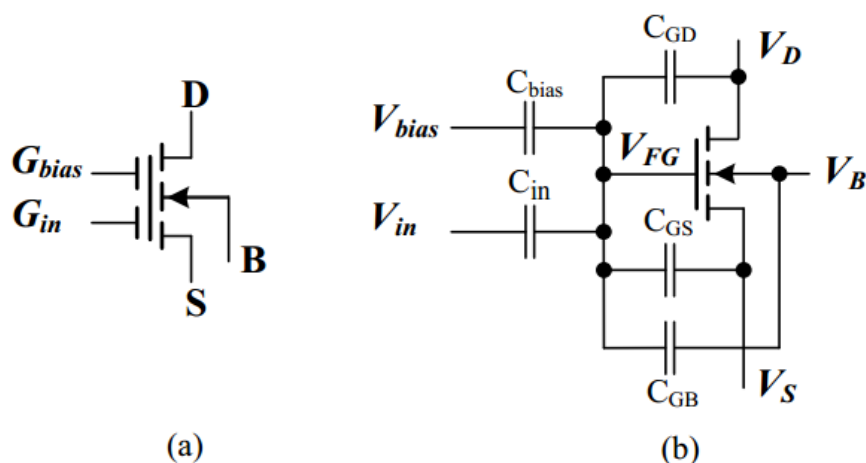 D
G_bias
G_in
B
S
(a)
C_GD
V_D
C_bias
V_bias
V_FG
V_B
C_in
V_in
C_GS
C_GB
V_S
(b)